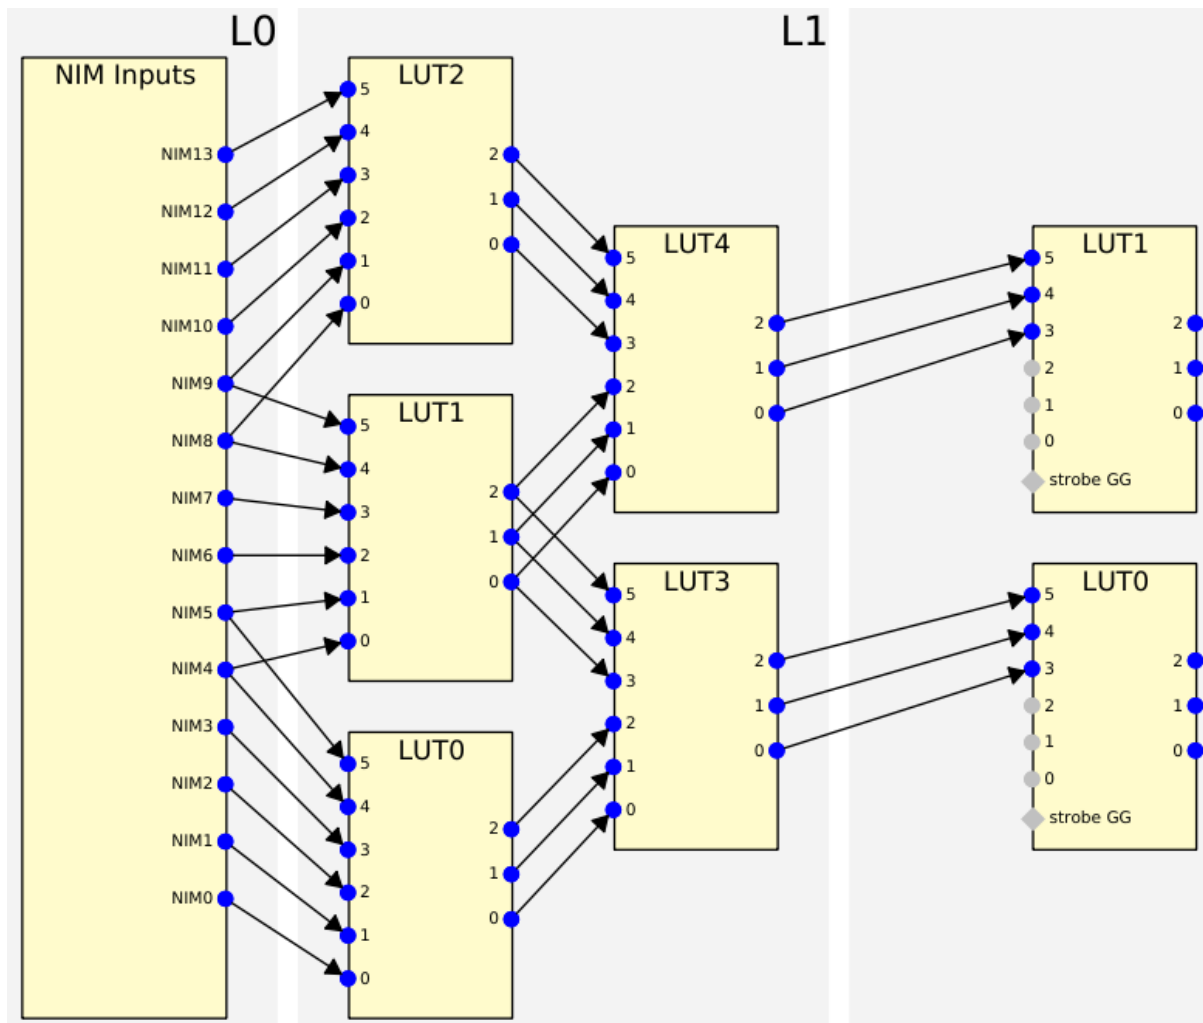 L0
NIM Inputs
NIM13
NIM12
NIM11
NIM10
NIM9
NIM8
NIM7
NIM6
NIM5
NIM4
NIM3
NIM2
NIM1
NIM0
L1
LUT2
5
4
3
2
1
0
2
1
0
LUT1
5
4
3
2
1
0
2
1
0
LUT0
5
4
3
2
1
0
2
1
0
LUT4
5
4
3
2
1
0
2
1
0
LUT3
5
4
3
2
1
0
2
1
0
LUT1
5
4
3
2
1
0
strobe GG
2
1
0
LUT0
5
4
3
2
1
0
strobe GG
2
1
0